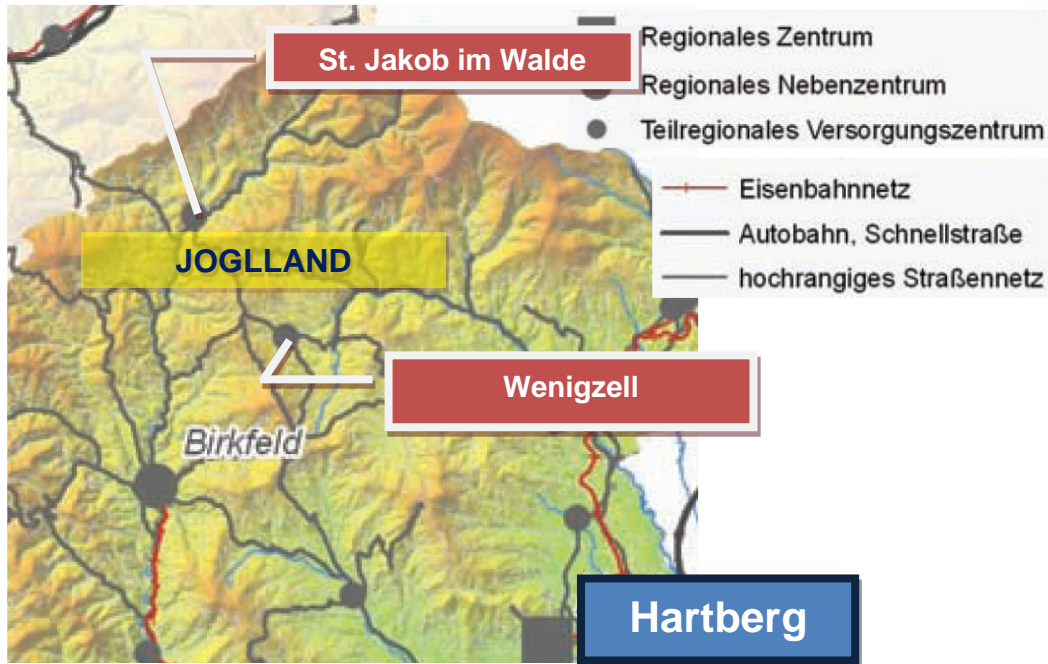 St. Jakob im Walde
Regionales Zentrum
Regionales Nebenzentrum
Teilregionales Versorgungszentrum
Eisenbahnnetz
Autobahn, Schnellstraße
hochrangiges Straßennetz
JOGLLAND
Wenigzell
Birkfeld
Hartberg